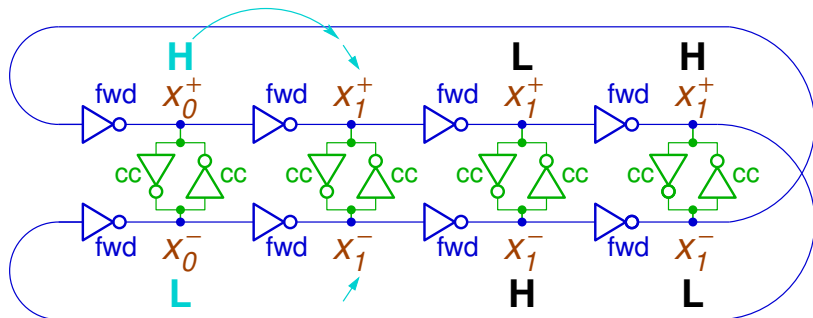 H L H
fwd x0+ fwd x1+ fwd x1+ fwd x1+
cc cc cc cc cc cc cc cc
fwd x0− fwd x1− fwd x1− fwd x1−
L H L